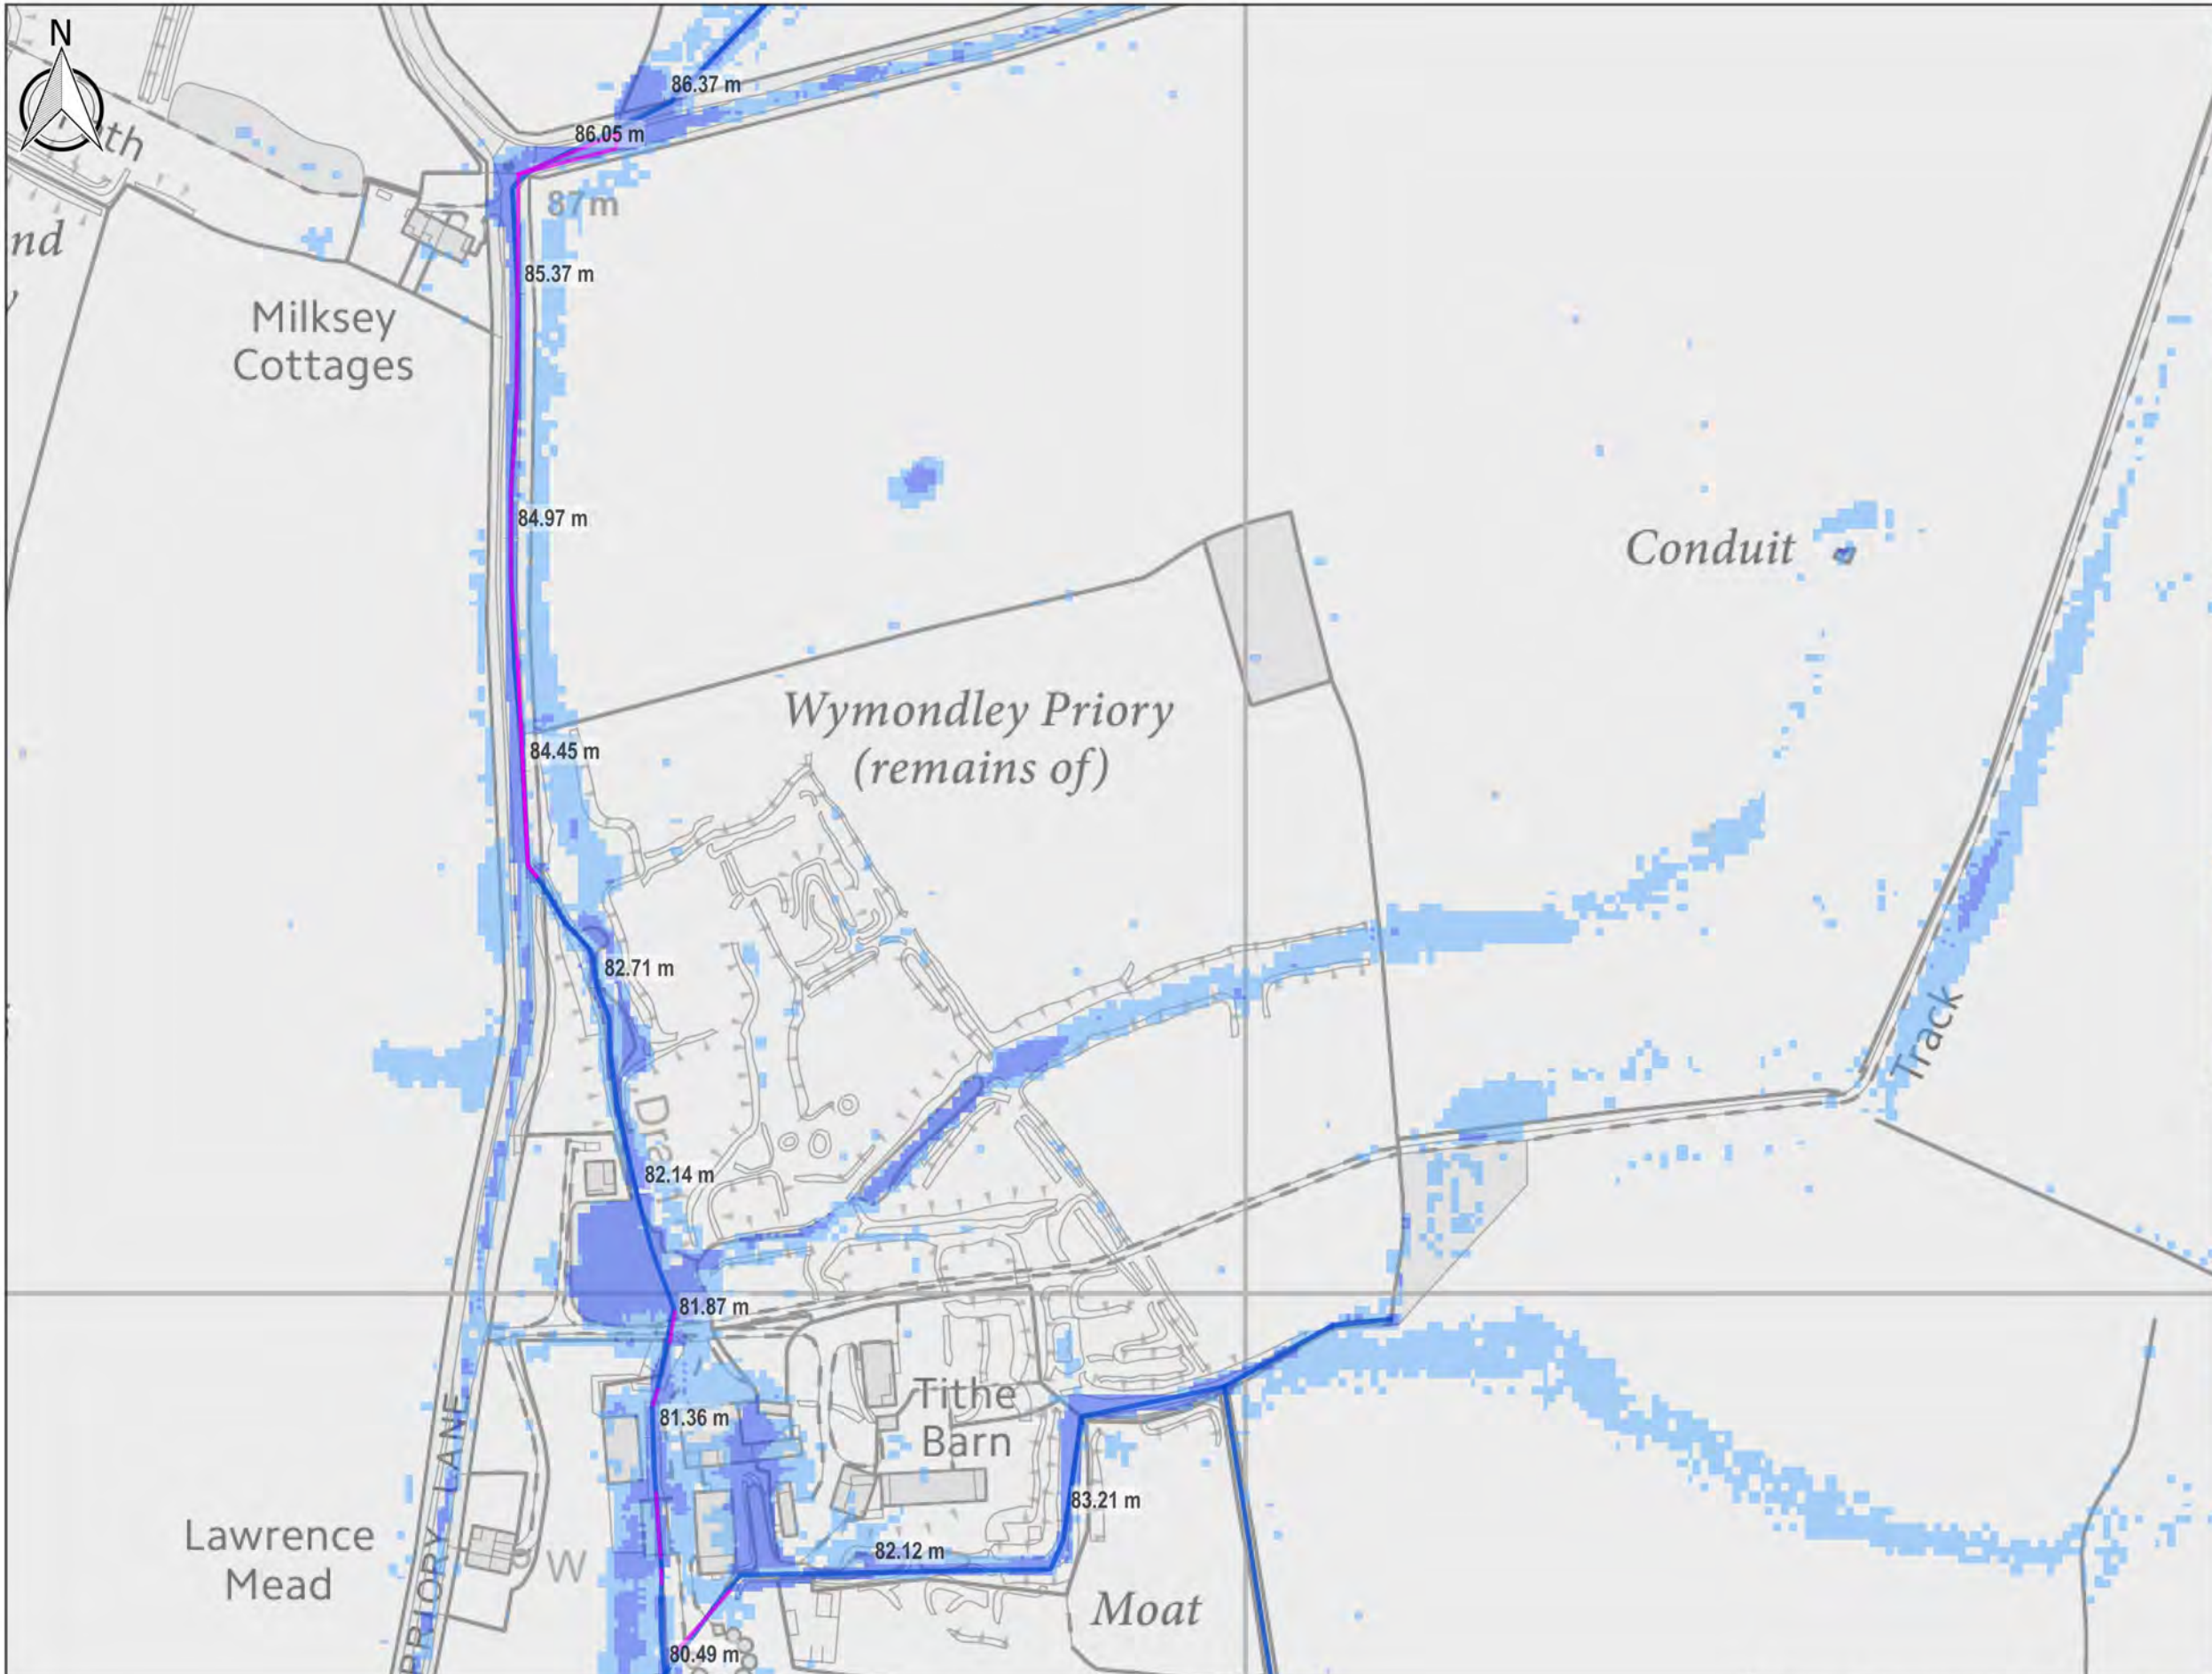 N
86.37 m
86.05 m
87m
nd
85.37 m
Milksey
Cottages
84.97 m
Conduit
Wymondley Priory
(remains of)
84.45 m
82.71 m
Track
82.14 m
81.87 m
Tithe
Barn
81.36 m
83.21 m
PRIORY LANE
Lawrence
Mead
W
82.12 m
Moat
80.49 m